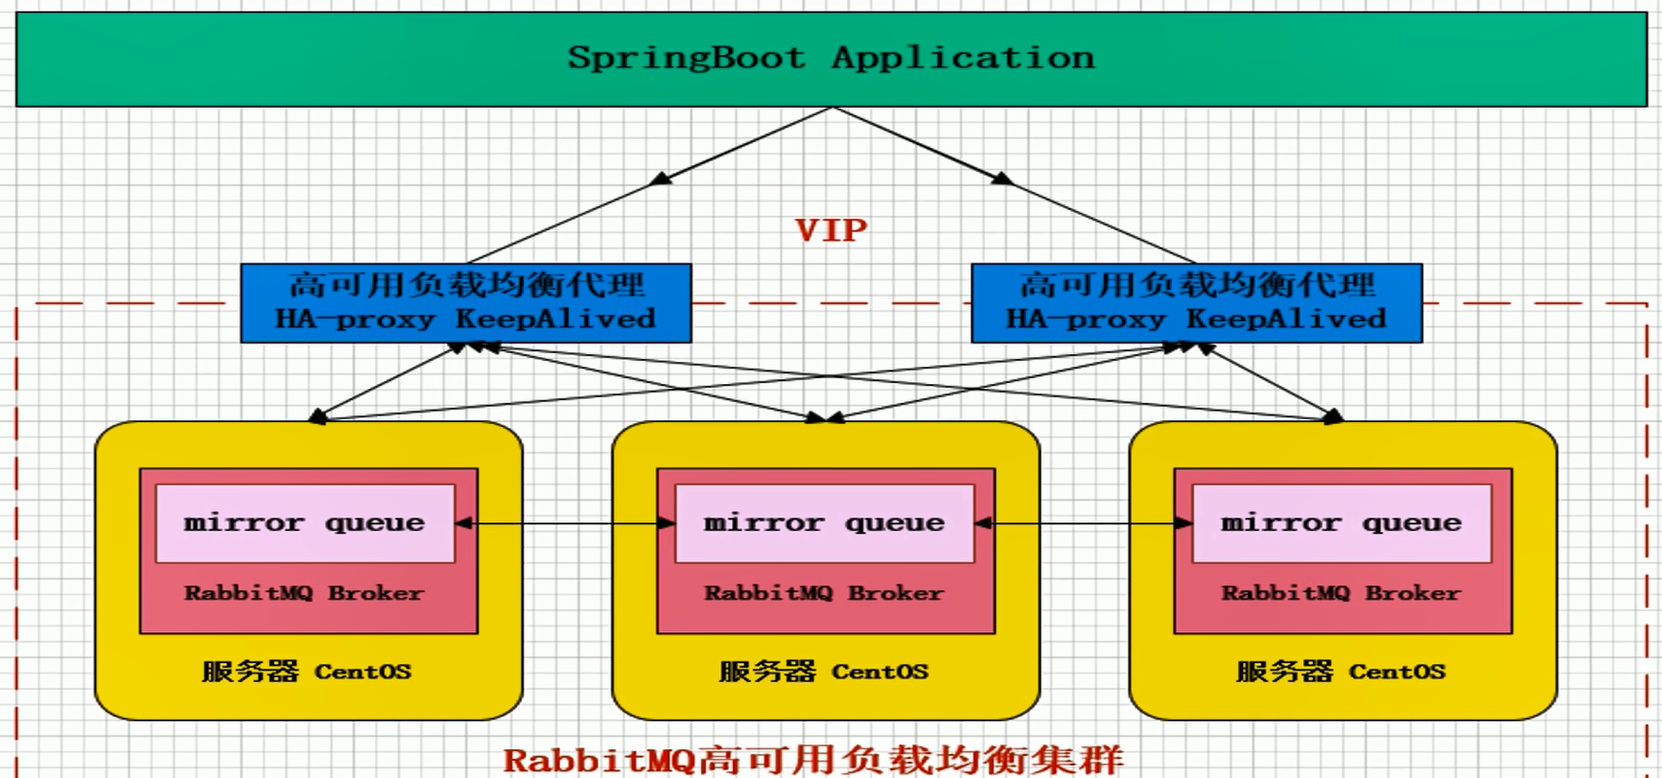 SpringBoot Application
VIP
高可用负载均衡代理
HA-proxy KeepAlived
高可用负载均衡代理
HA-proxy KeepAlived
mirror queue
mirror queue
mirror queue
RabbitMQ Broker
RabbitMQ Broker
RabbitMQ Broker
服务器 CentOS
服务器 CentOS
服务器 CentOS
RabbitMQ高可用负载均衡集群